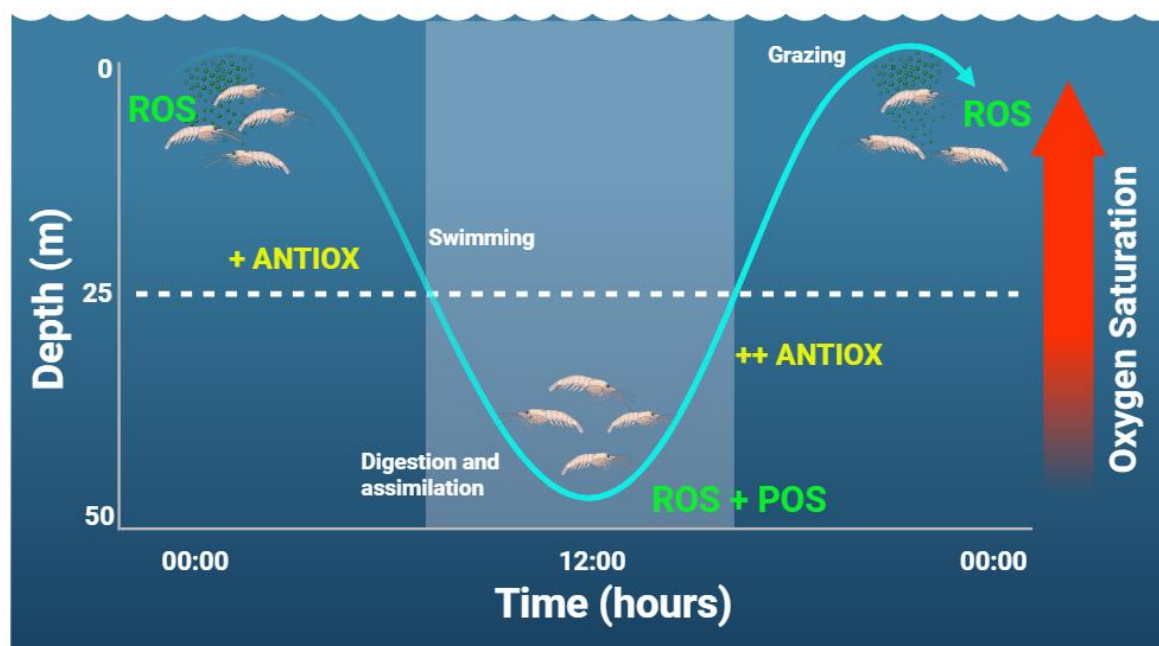 Grazing
0
ROS
ROS
Swimming
+ ANTIOX
25
++ ANTIOX
Depth (m)
Oxygen Saturation
Digestion and
assimilation
ROS + POS
50
00:00
12:00
00:00
Time (hours)